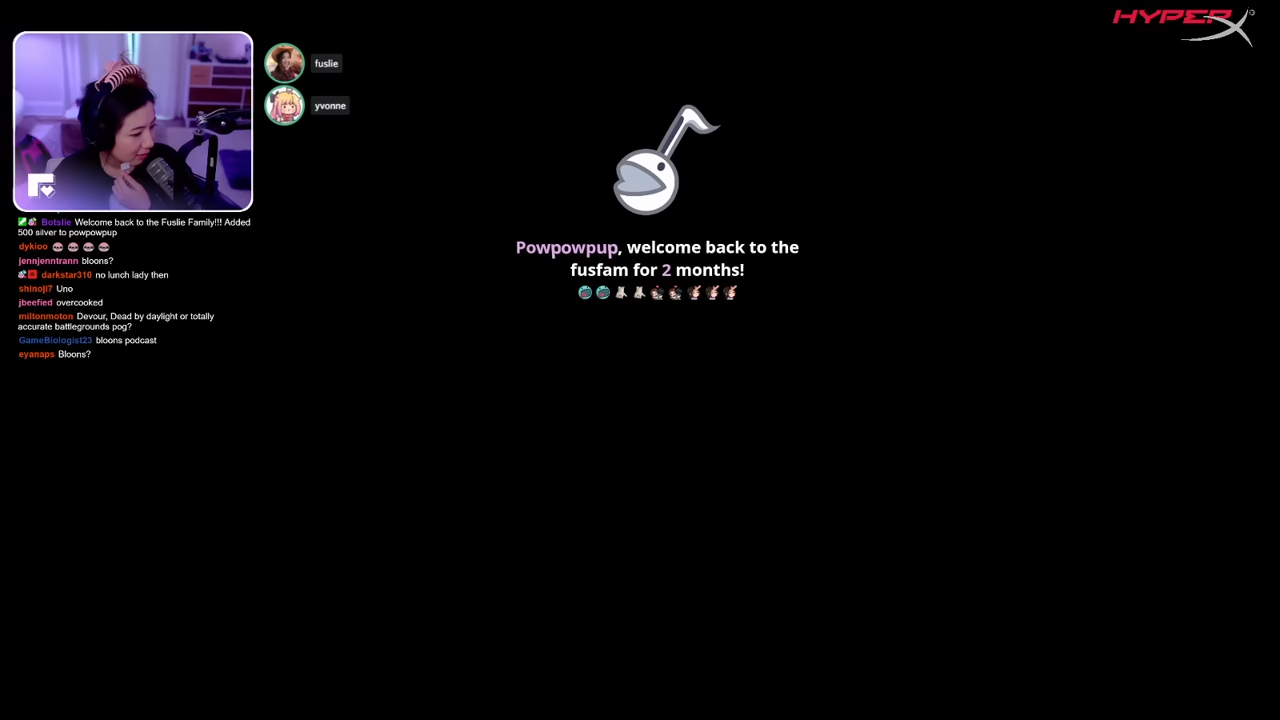 HYPERX
fuslie
yvonne
Botslie Welcome back to the Fuslie Family!!! Added
500 silver to powpowpup
dykioo
jennjenntrann bloons?
darkstar310 no lunch lady then
shinoji7 Uno
jbeefied overcooked
miltonmoton Devour, Dead by daylight or totally
accurate battlegrounds pog?
GameBiologist23 bloons podcast
eyanaps Bloons?
Powpowpup, welcome back to the
fusfam for 2 months!